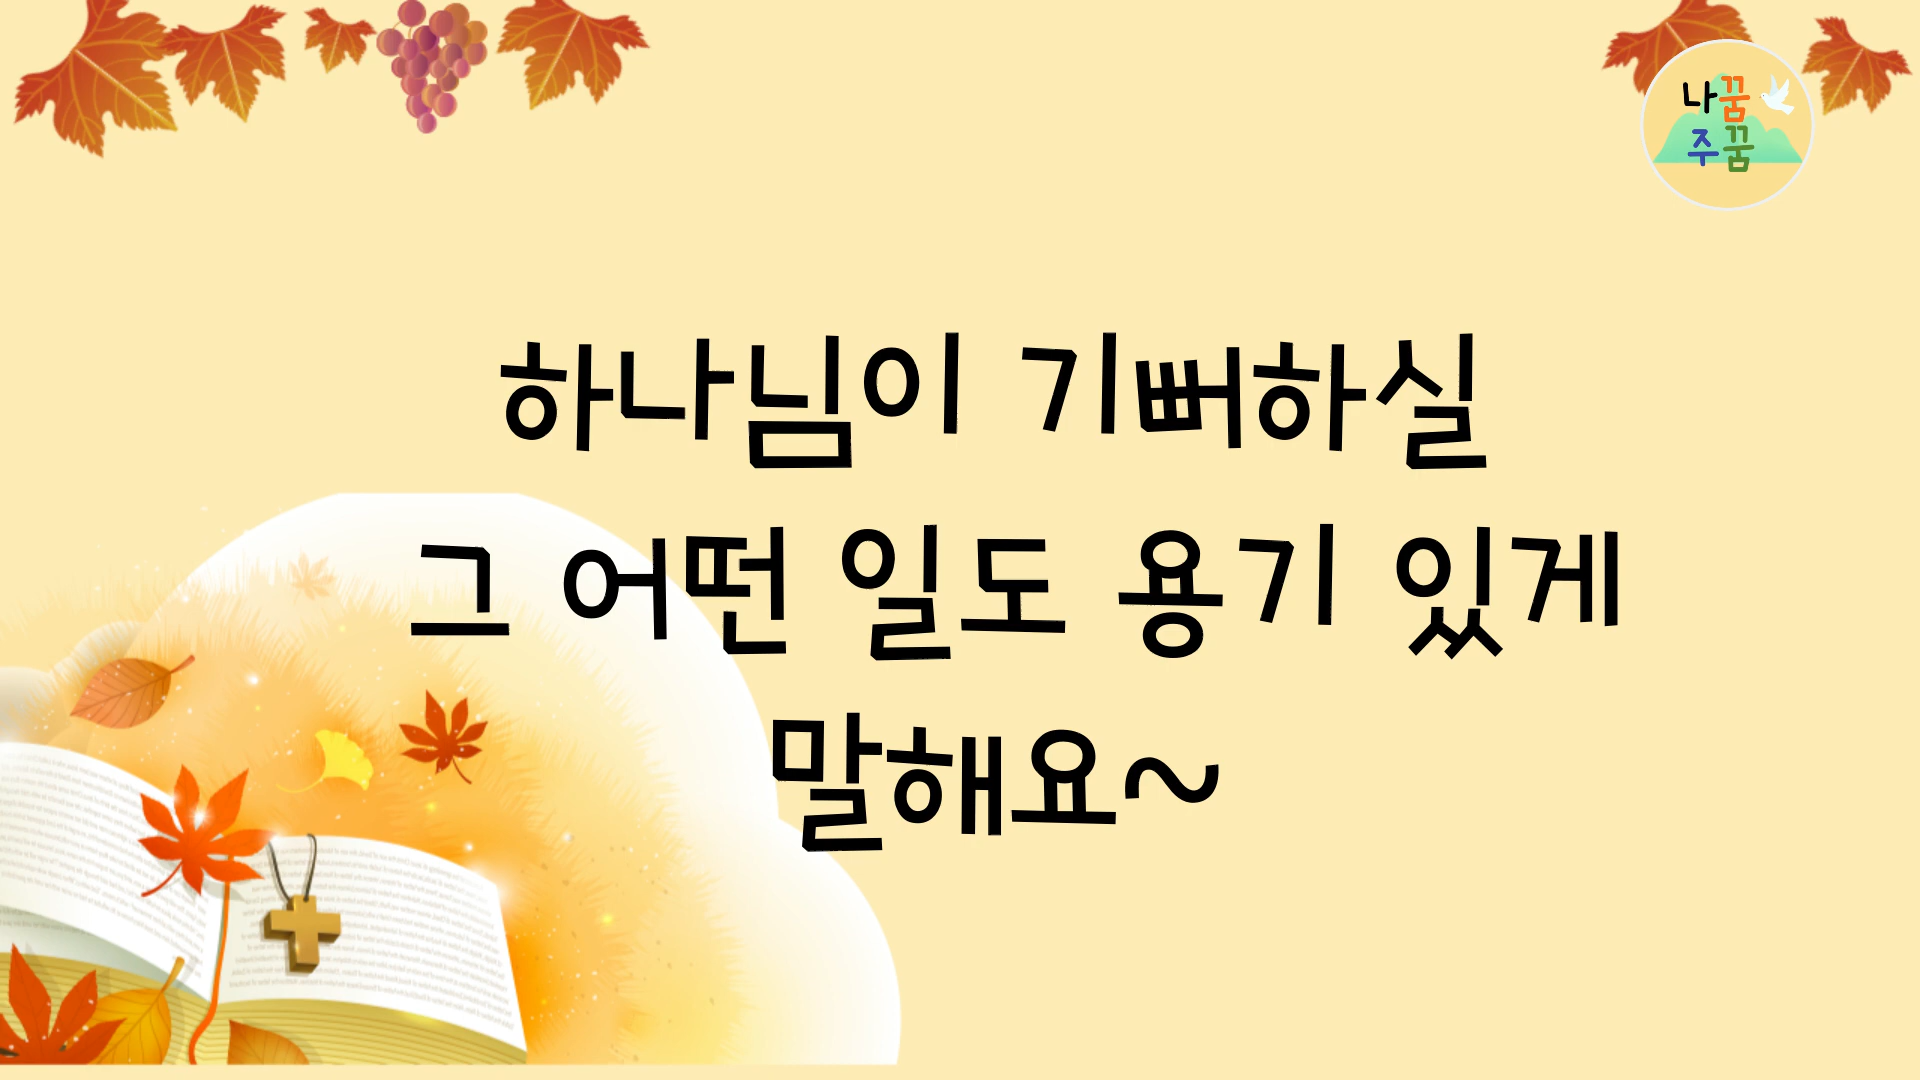 나꿈
주꿈
하나님이 기뻐하실
그 어떤 일도 용기 있게
말해요~